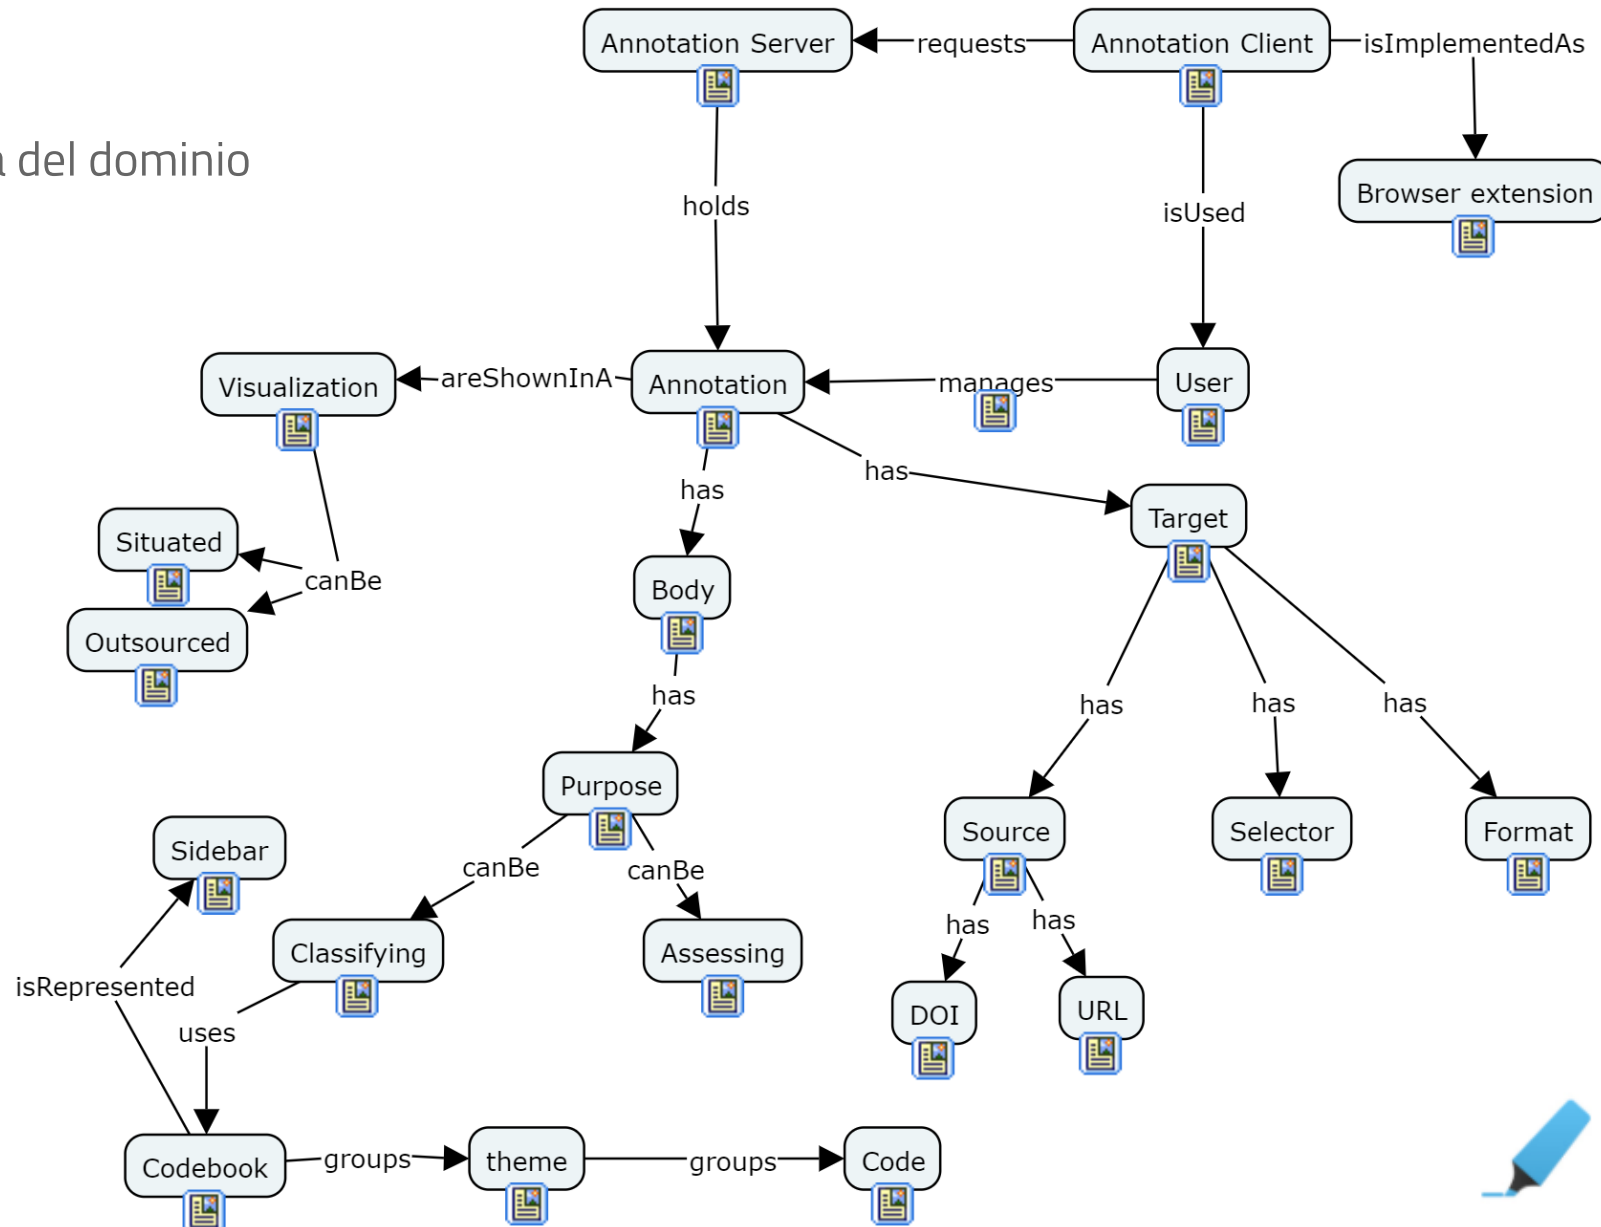 Annotation Server
requests
Annotation Client
isImplementedAs
a del dominio
Browser extension
holds
isUsed
Visualization
areShownInA
Annotation
manages
User
has
has
Target
Situated
canBe
Body
Outsourced
has
has
has
has
Purpose
Source
Selector
Format
Sidebar
canBe
canBe
has
has
Classifying
Assessing
isRepresented
DOI
URL
uses
Codebook
groups
theme
groups
Code